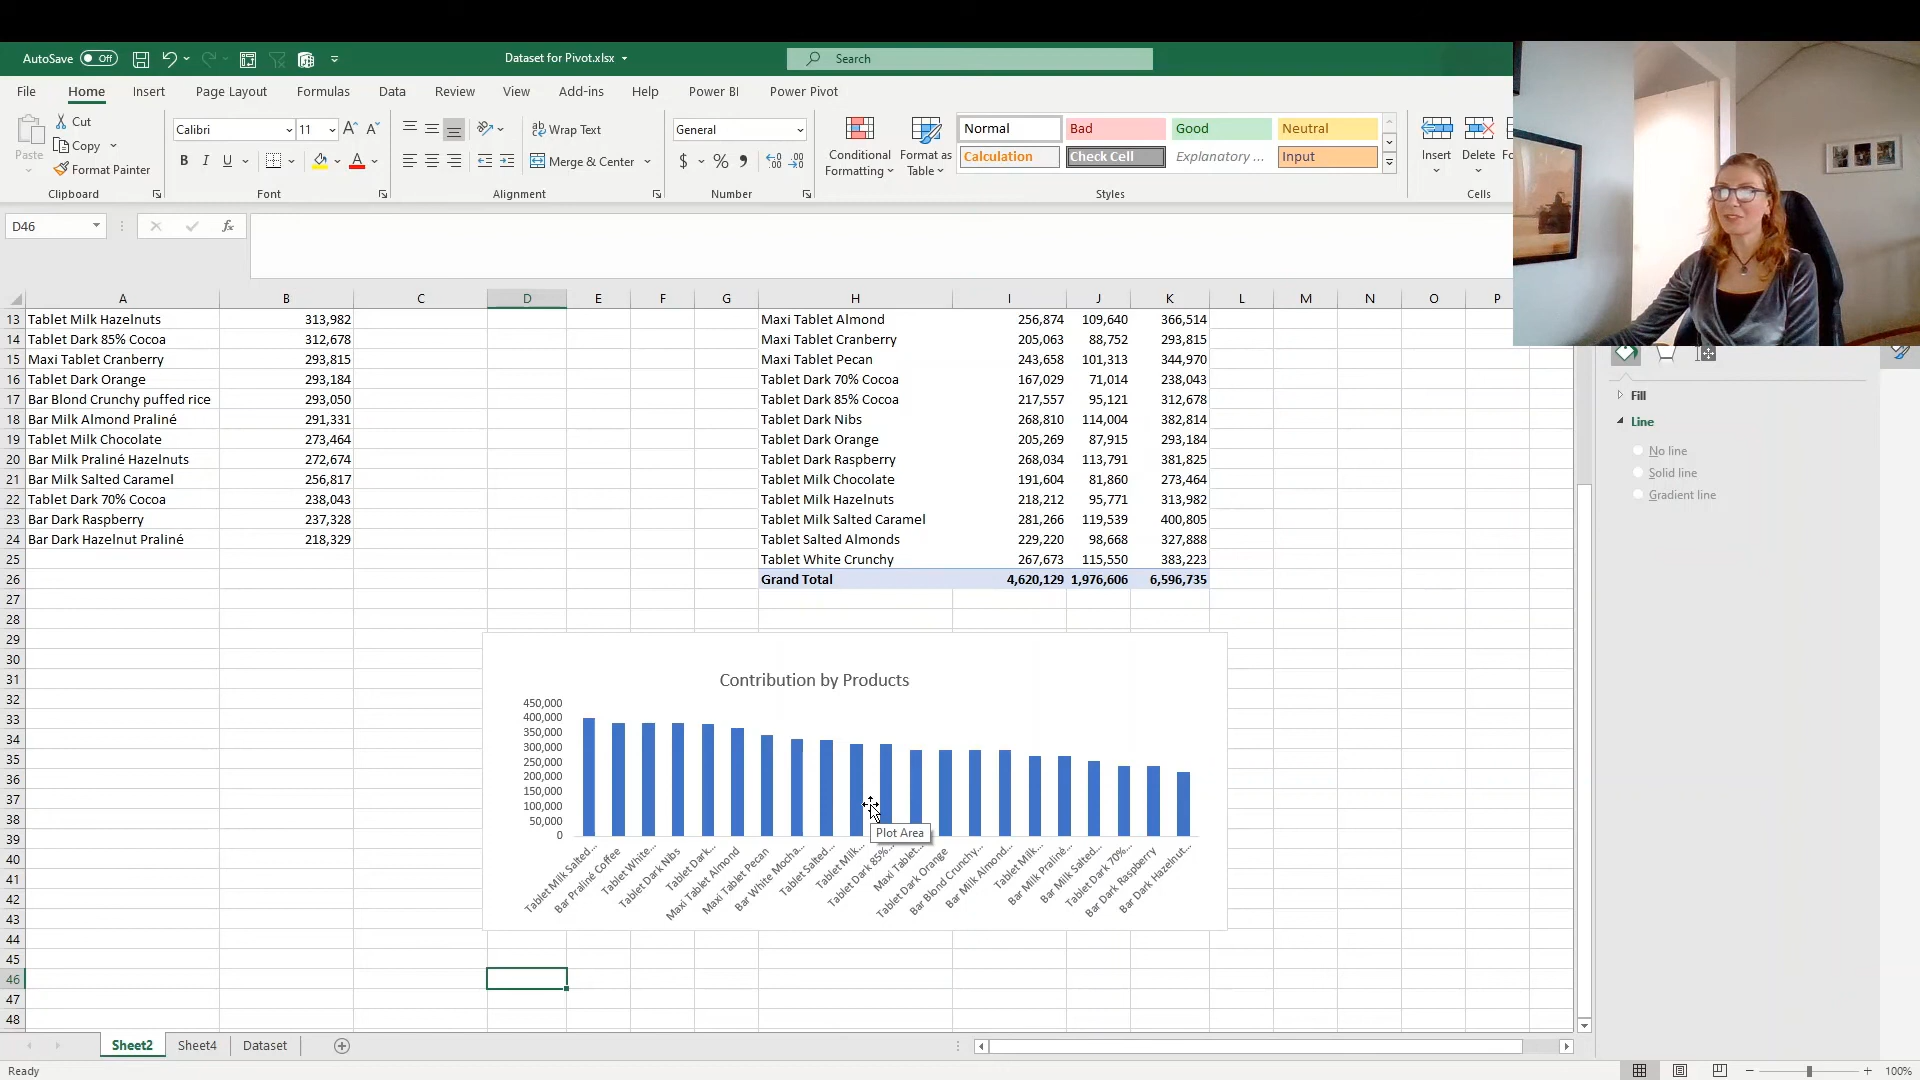 AutoSave Off
Dataset for Pivot.xlsx
Search
File Home Insert Page Layout Formulas Data Review View Add-ins Help Power BI Power Pivot
Paste
Cut
Copy
Format Painter
Clipboard
Calibri 11
B I U
Font
Wrap Text
Merge & Center
Alignment
General
$ % 9
Number
Conditional Formatting
Format as Table
Normal Bad Good Neutral
Calculation Check Cell Explanatory ... Input
Styles
Insert Delete
Cells
D46
fx
A B C D E F G H I J K L M N O P
13 Tablet Milk Hazelnuts 313,982 Maxi Tablet Almond 256,874 109,640 366,514
14 Tablet Dark 85% Cocoa 312,678 Maxi Tablet Cranberry 205,063 88,752 293,815
15 Maxi Tablet Cranberry 293,815 Maxi Tablet Pecan 243,658 101,313 344,970
16 Tablet Dark Orange 293,184 Tablet Dark 70% Cocoa 167,029 71,014 238,043
17 Bar Blond Crunchy puffed rice 293,050 Tablet Dark 85% Cocoa 217,557 95,121 312,678
18 Bar Milk Almond Praliné 291,331 Tablet Dark Nibs 268,810 114,004 382,814
19 Tablet Milk Chocolate 273,464 Tablet Dark Orange 205,269 87,915 293,184
20 Bar Milk Praliné Hazelnuts 272,674 Tablet Dark Raspberry 268,034 113,791 381,825
21 Bar Milk Salted Caramel 256,817 Tablet Milk Chocolate 191,604 81,860 273,464
22 Tablet Dark 70% Cocoa 238,043 Tablet Milk Hazelnuts 218,212 95,771 313,982
23 Bar Dark Raspberry 237,328 Tablet Milk Salted Caramel 281,266 119,539 400,805
24 Bar Dark Hazelnut Praliné 218,329 Tablet Salted Almonds 229,220 98,668 327,888
25 Tablet White Crunchy 267,673 115,550 383,223
26 Grand Total 4,620,129 1,976,606 6,596,735
27
28
29
30
31
32
33
34
35
36
37
38
39
40
41
42
43
44
45
46
47
48
Contribution by Products
450,000
400,000
350,000
300,000
250,000
200,000
150,000
100,000
50,000
0
Plot Area
Tablet Milk Salted...
Bar Praliné Coffee
Tablet White...
Tablet Dark Nibs
Tablet Dark...
Maxi Tablet Almond
Maxi Tablet Pecan
Bar White Mocha...
Tablet Salted...
Tablet Milk...
Tablet Dark 85%...
Maxi Tablet...
Tablet Dark Orange
Bar Blond Crunchy...
Bar Milk Almond...
Tablet Milk...
Bar Milk Praliné...
Bar Milk Salted...
Tablet Dark 70%...
Bar Dark Raspberry
Bar Dark Hazelnut...
Fill
Line
No line
Solid line
Gradient line
Sheet2 Sheet4 Dataset
Ready
100%